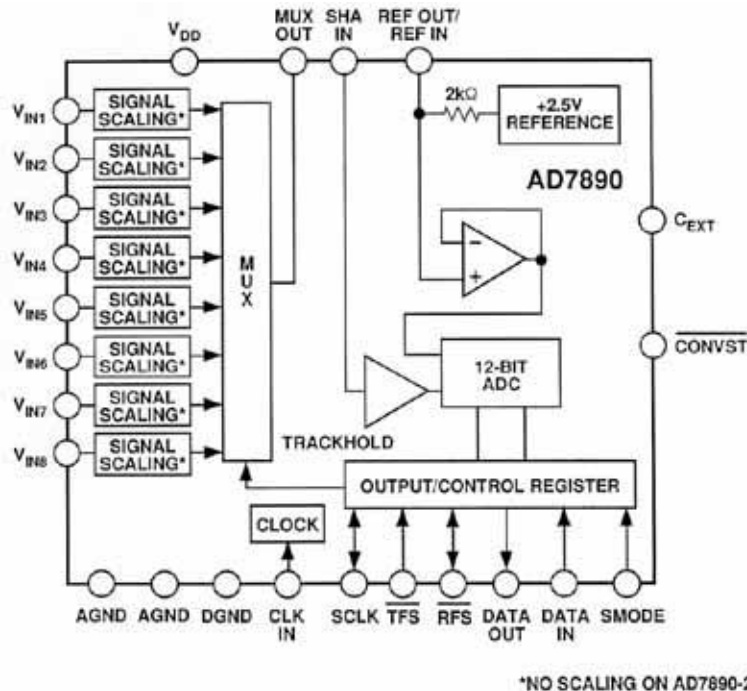 MUX OUT
SHA IN
REF OUT/ REF IN
VDD
2kΩ
+2.5V REFERENCE
VIN1
SIGNAL SCALING*
VIN2
SIGNAL SCALING*
VIN3
SIGNAL SCALING*
VIN4
SIGNAL SCALING*
VIN5
SIGNAL SCALING*
VIN6
SIGNAL SCALING*
VIN7
SIGNAL SCALING*
VIN8
SIGNAL SCALING*
MUX
AD7890
CEXT
−
+
CONVST
12-BIT ADC
TRACKHOLD
OUTPUT/CONTROL REGISTER
CLOCK
AGND
AGND
DGND
CLK IN
SCLK
TFS
RFS
DATA OUT
DATA IN
SMODE
*NO SCALING ON AD7890-2